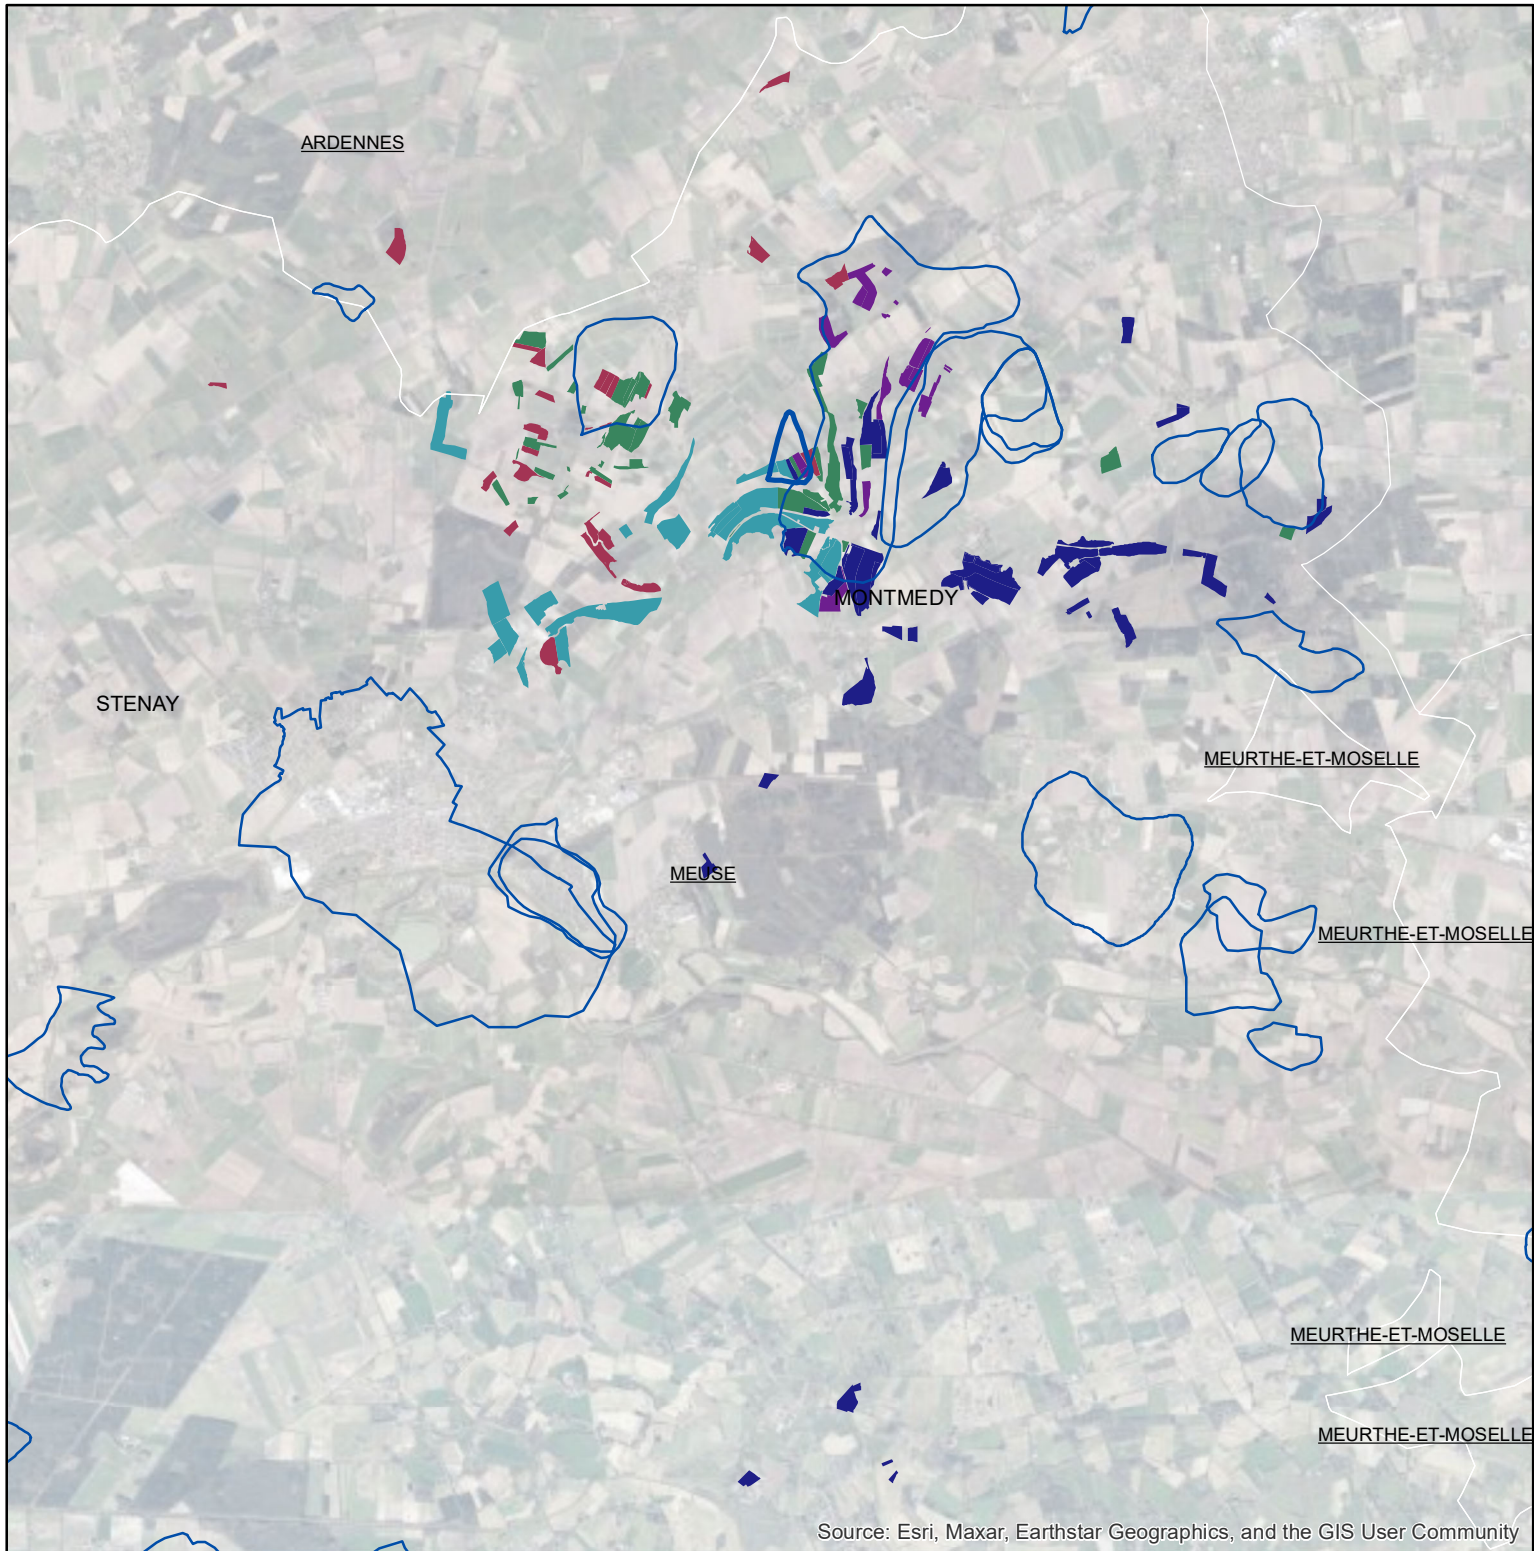 ARDENNES
MONTMEDY
STENAY
MEURTHE-ET-MOSELLE
MEUSE
MEURTHE-ET-MOSELLE
MEURTHE-ET-MOSELLE
MEURTHE-ET-MOSELLE
Source: Esri, Maxar, Earthstar Geographics, and the GIS User Community